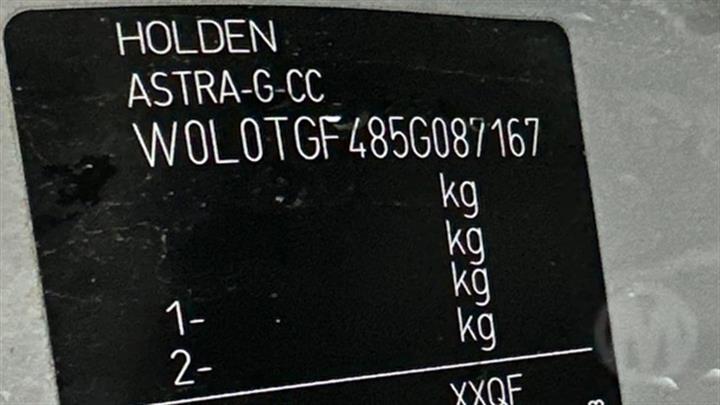 HOLDEN
ASTRA-G-CC
W0L0TGF485G087167
kg
kg
kg
1- kg
2-
XXQF